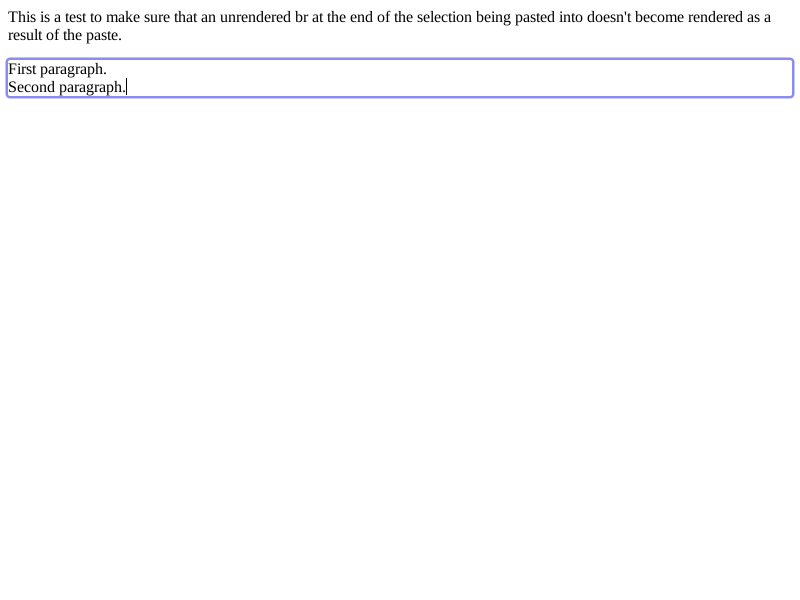 This is a test to make sure that an unrendered br at the end of the selection being pasted into doesn't become rendered as a
result of the paste.
First paragraph.
Second paragraph.